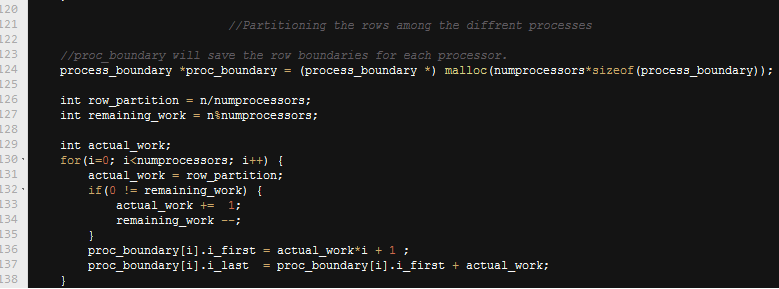 120
121 //Partitioning the rows among the diffrent processes
122
123 //proc_boundary will save the row boundaries for each processor.
124 process_boundary *proc_boundary = (process_boundary *) malloc(numprocessors*sizeof(process_boundary));
125
126 int row_partition = n/numprocessors;
127 int remaining_work = n%numprocessors;
128
129 int actual_work;
130 for(i=0; i<numprocessors; i++) {
131 actual_work = row_partition;
132 if(0 != remaining_work) {
133 actual_work += 1;
134 remaining_work --;
135 }
136 proc_boundary[i].i_first = actual_work*i + 1 ;
137 proc_boundary[i].i_last = proc_boundary[i].i_first + actual_work;
138 }